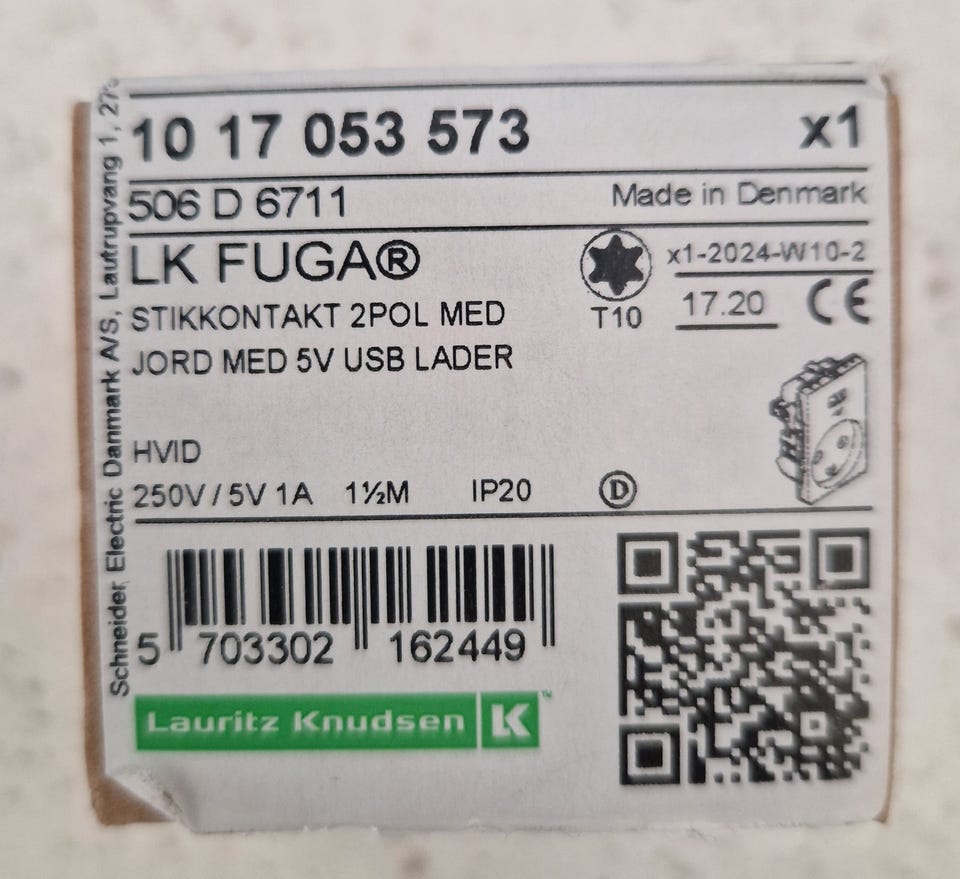 10 17 053 573 x1
506 D 6711 Made in Denmark
LK FUGA®
x1-2024-W10-2
STIKKONTAKT 2POL MED
T10 17.20 CE
JORD MED 5V USB LADER
HVID
250V / 5V 1A 1½M IP20 D
5 703302 162449
Lauritz Knudsen LK™
Schneider Electric Danmark A/S, Lautrupvang 1,